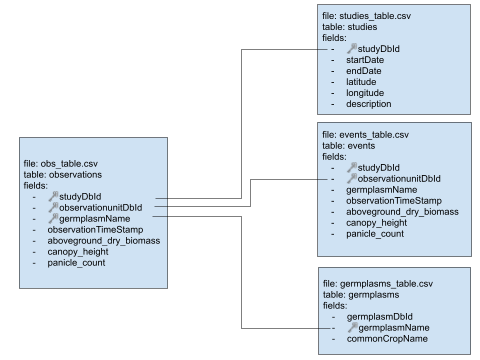 file: studies_table.csv
table: studies
fields:
- studyDbId
- startDate
- endDate
- latitude
- longitude
- description
file: obs_table.csv
table: observations
fields:
- studyDbId
- observationunitDbId
- germplasmName
- observationTimeStamp
- aboveground_dry_biomass
- canopy_height
- panicle_count
file: events_table.csv
table: events
fields:
- studyDbId
- observationunitDbId
- germplasmName
- observationTimeStamp
- aboveground_dry_biomass
- canopy_height
- panicle_count
file: germplasms_table.csv
table: germplasms
fields:
- germplasmDbId
- germplasmName
- commonCropName